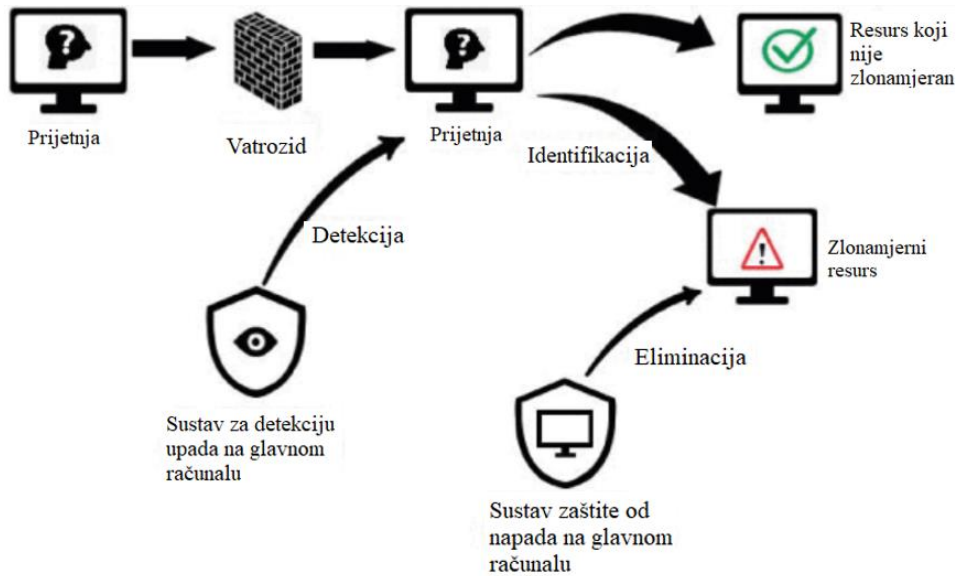 Resurs koji
nije
zlonamjeran
Prijetnja
Vatrozid
Prijetnja
Identifikacija
Detekcija
Zlonamjerni
resurs
Eliminacija
Sustav za detekciju
upada na glavnom
računalu
Sustav zaštite od
napada na glavnom
računalu